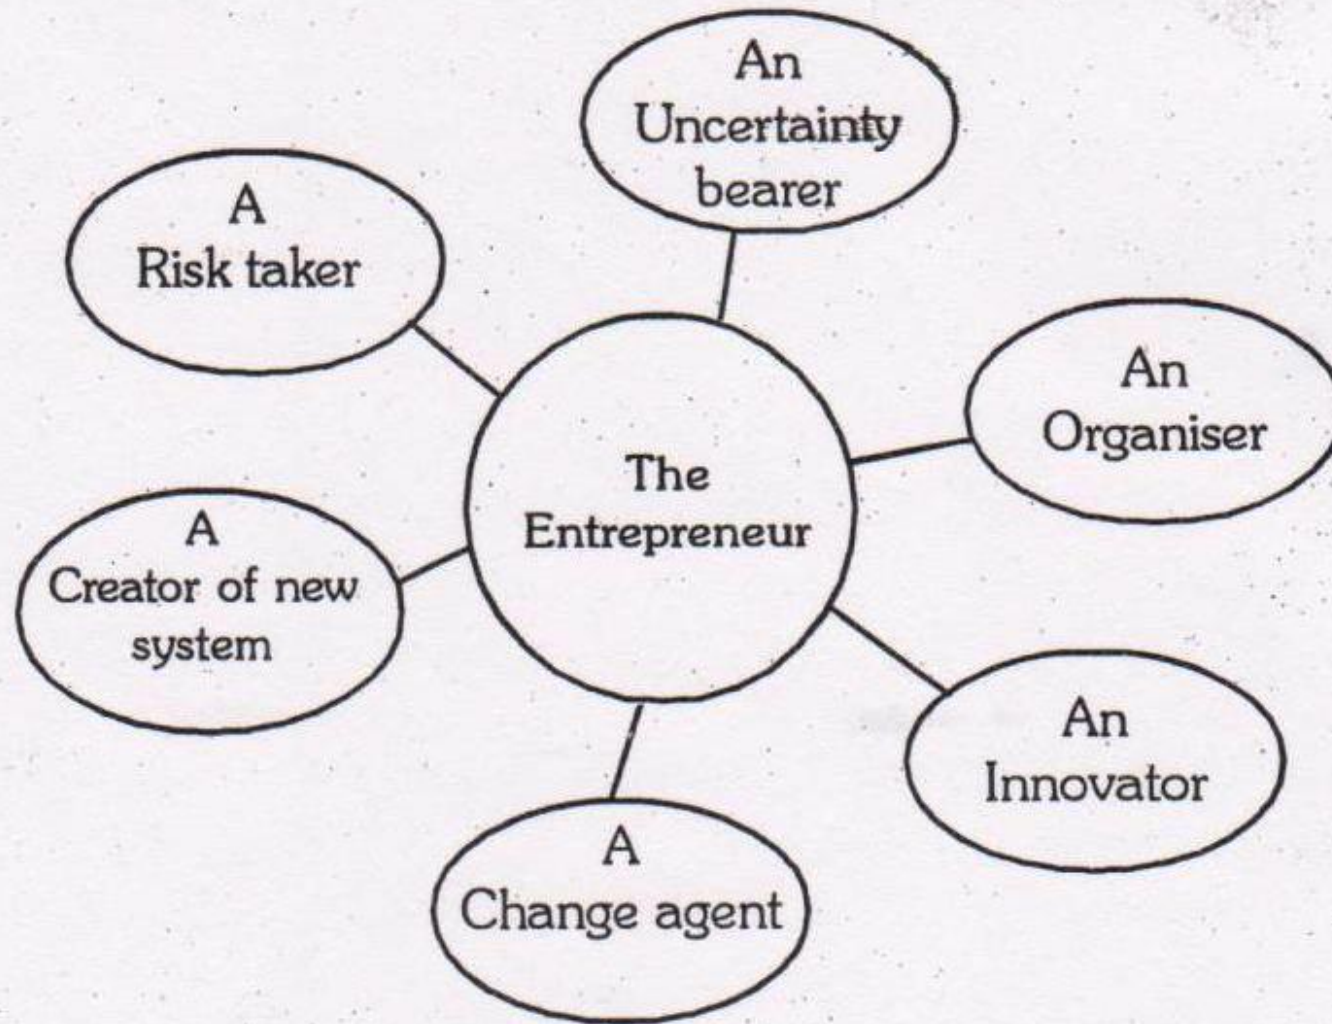 An
Uncertainty
bearer
A
Risk taker
An
Organiser
The
Entrepreneur
A
Creator of new
system
An
Innovator
A
Change agent